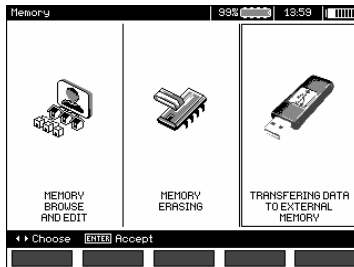 Memory 99% 13:59
MEMORY
BROWSE
AND EDIT
MEMORY
ERASING
TRANSFERING DATA
TO EXTERNAL
MEMORY
Choose ENTER Accept